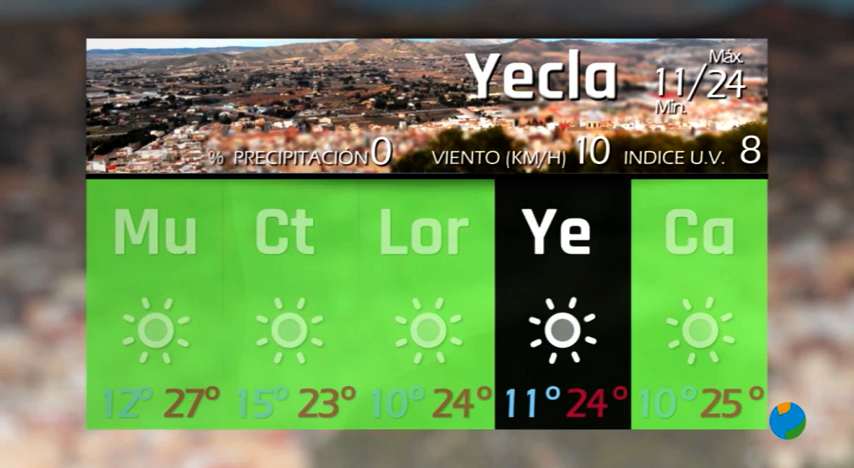 Yecla
Máx.
11/24
Mín.
% PRECIPITACIÓN 0 VIENTO (KM/H) 10 INDICE U.V. 8
Mu Ct Lor Ye Ca
12° 27° 15° 23° 10° 24° 11° 24° 10° 25°